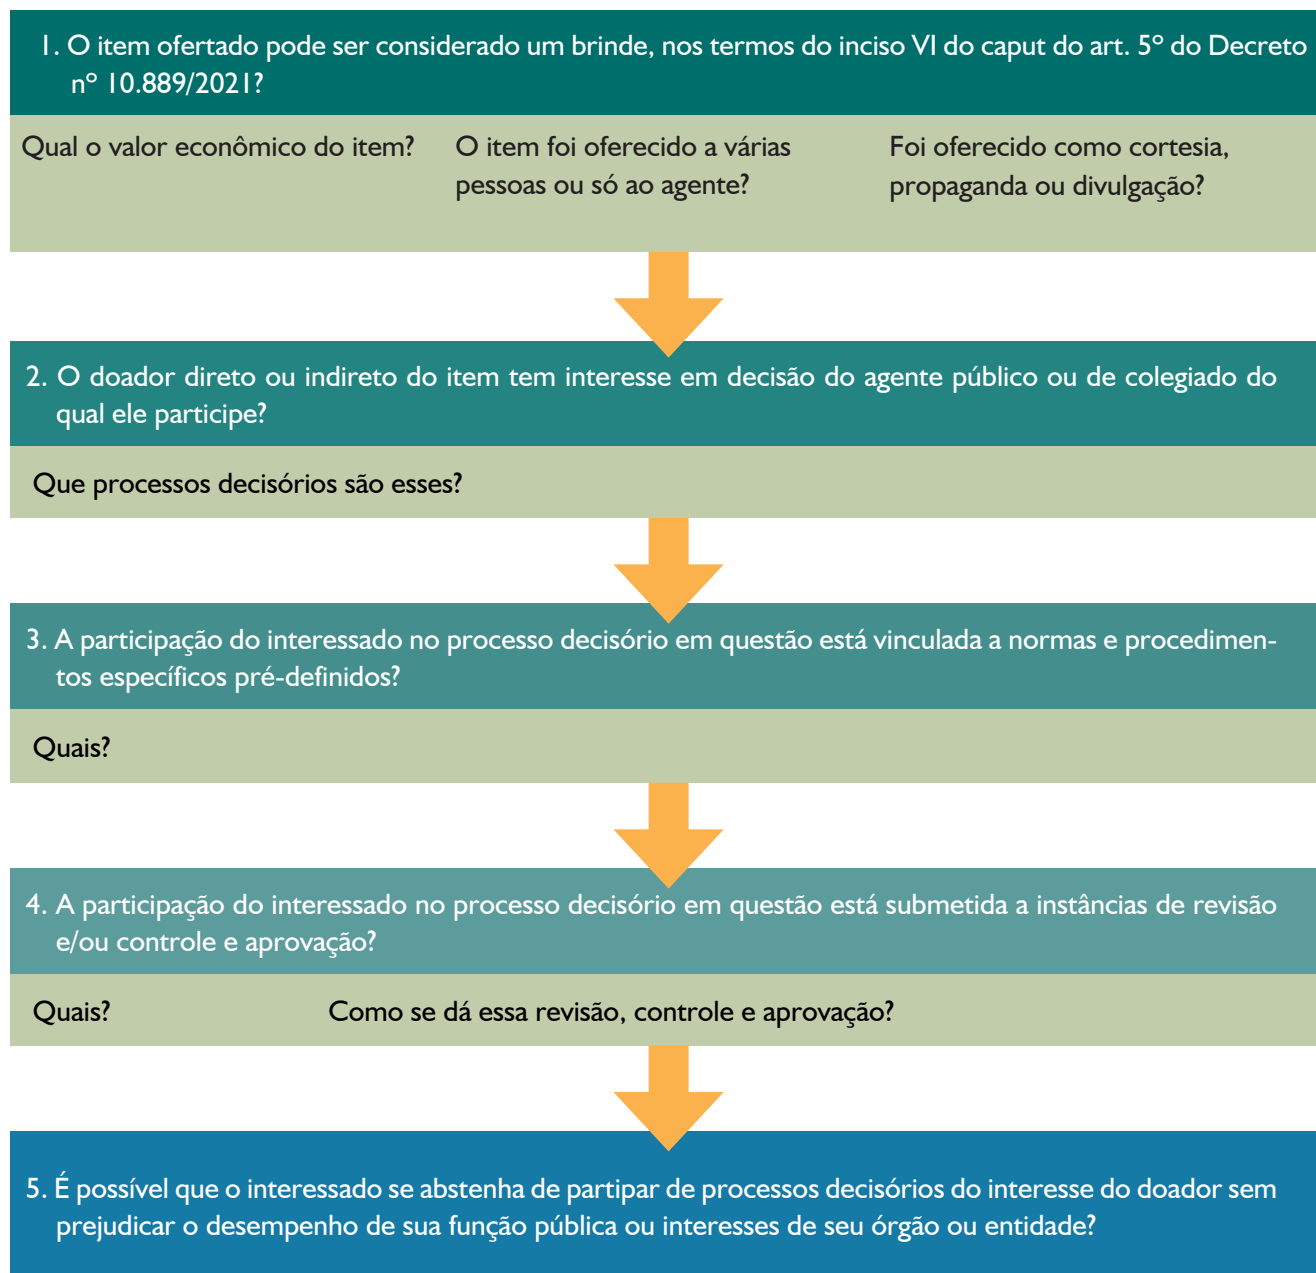 1. O item ofertado pode ser considerado um brinde, nos termos do inciso VI do caput do art. 5º do Decreto
nº 10.889/2021?
Qual o valor econômico do item?
O item foi oferecido a várias
pessoas ou só ao agente?
Foi oferecido como cortesia,
propaganda ou divulgação?
2. O doador direto ou indireto do item tem interesse em decisão do agente público ou de colegiado do
qual ele participe?
Que processos decisórios são esses?
3. A participação do interessado no processo decisório em questão está vinculada a normas e procedimen-
tos específicos pré-definidos?
Quais?
4. A participação do interessado no processo decisório em questão está submetida a instâncias de revisão
e/ou controle e aprovação?
Quais?
Como se dá essa revisão, controle e aprovação?
5. É possível que o interessado se abstenha de partipar de processos decisórios do interesse do doador sem
prejudicar o desempenho de sua função pública ou interesses de seu órgão ou entidade?